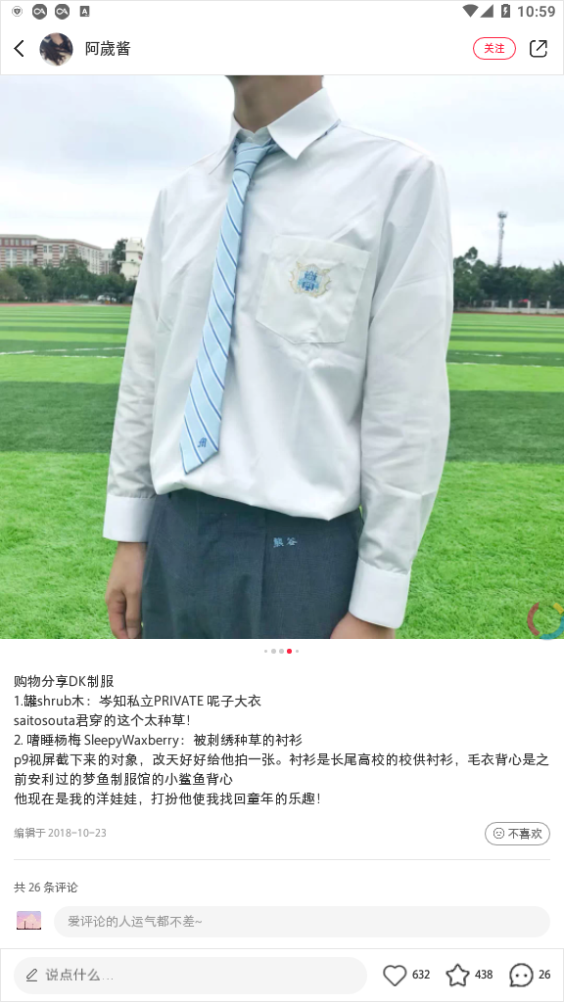 10:59
阿歲酱
关注
熊谷
购物分享DK制服
1.罐shrub木：岑知私立PRIVATE 呢子大衣
saitosouta君穿的这个太种草！
2. 嗜睡杨梅 SleepyWaxberry：被刺绣种草的衬衫
p9视屏截下来的对象，改天好好给他拍一张。衬衫是长尾高校的校供衬衫，毛衣背心是之
前安利过的梦鱼制服馆的小鲨鱼背心
他现在是我的洋娃娃，打扮他使我找回童年的乐趣！
编辑于 2018-10-23
不喜欢
共 26 条评论
爱评论的人运气都不差~
说点什么...
632
438
26